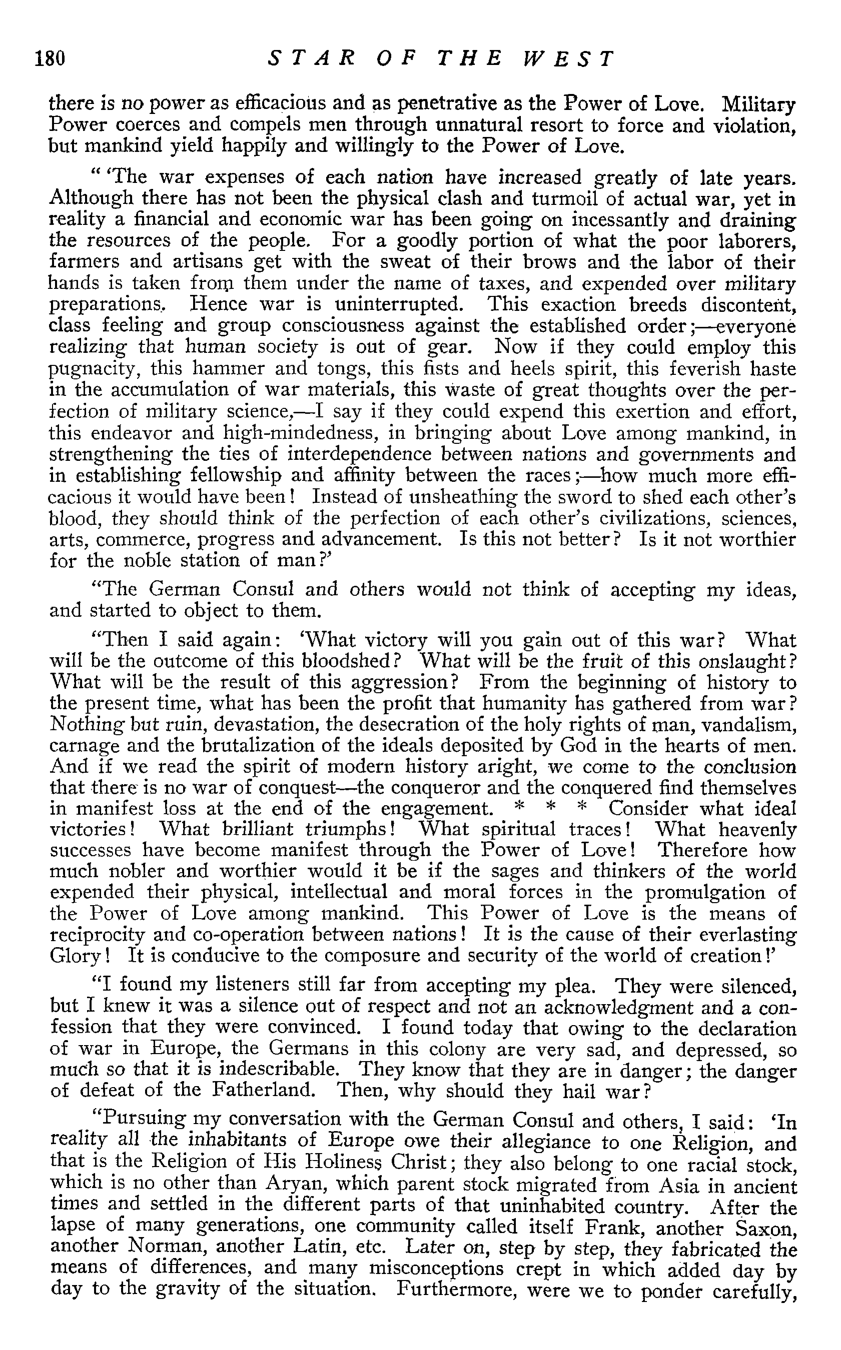 180 STAR OF THE WEST
there is no power as efficacious and as penetrative as the Power of Love. Military
Power coerces and compels men through unnatural resort to force and violation,
but mankind yield happily and willingly to the Power of Love.
" 'The war expenses of each nation have increased greatly of late years.
Although there has not been the physical clash and turmoil of actual war, yet in
reality a financial and economic war has been going on incessantly and draining
the resources of the people. For a goodly portion of what the poor laborers,
farmers and artisans get with the sweat of their brows and the labor of their
hands is taken from them under the name of taxes, and expended over military
preparations. Hence war is uninterrupted. This exaction breeds discontent,
class feeling and group consciousness against the established order;—everyone
realizing that human society is out of gear. Now if they could employ this
pugnacity, this hammer and tongs, this fists and heels spirit, this feverish haste
in the accumulation of war materials, this waste of great thoughts over the per-
fection of military science,—I say if they could expend this exertion and effort,
this endeavor and high-mindedness, in bringing about Love among mankind, in
strengthening the ties of interdependence between nations and governments and
in establishing fellowship and affinity between the races;—how much more effi-
cacious it would have been! Instead of unsheathing the sword to shed each other's
blood, they should think of the perfection of each other's civilizations, sciences,
arts, commerce, progress and advancement. Is this not better? Is it not worthier
for the noble station of man?'
"The German Consul and others would not think of accepting my ideas,
and started to object to them.
"Then I said again: 'What victory will you gain out of this war? What
will be the outcome of this bloodshed? What will be the fruit of this onslaught?
What will be the result of this aggression? From the beginning of history to
the present time, what has been the profit that humanity has gathered from war?
Nothing but ruin, devastation, the desecration of the holy rights of man, vandalism,
carnage and the brutalization of the ideals deposited by God in the hearts of men.
And if we read the spirit of modern history aright, we come to the conclusion
that there is no war of conquest—the conqueror and the conquered find themselves
in manifest loss at the end of the engagement. * * * Consider what ideal
victories! What brilliant triumphs! What spiritual traces! What heavenly
successes have become manifest through the Power of Love! Therefore how
much nobler and worthier would it be if the sages and thinkers of the world
expended their physical, intellectual and moral forces in the promulgation of
the Power of Love among mankind. This Power of Love is the means of
reciprocity and co-operation between nations! It is the cause of their everlasting
Glory! It is conducive to the composure and security of the world of creation!'
"I found my listeners still far from accepting my plea. They were silenced,
but I knew it was a silence out of respect and not an acknowledgment and a con-
fession that they were convinced. I found today that owing to the declaration
of war in Europe, the Germans in this colony are very sad, and depressed, so
much so that it is indescribable. They know that they are in danger; the danger
of defeat of the Fatherland. Then, why should they hail war?
"Pursuing my conversation with the German Consul and others, I said: 'In
reality all the inhabitants of Europe owe their allegiance to one Religion, and
that is the Religion of His Holiness Christ; they also belong to one racial stock,
which is no other than Aryan, which parent stock migrated from Asia in ancient
times and settled in the different parts of that uninhabited country. After the
lapse of many generations, one community called itself Frank, another Saxon,
another Norman, another Latin, etc. Later on, step by step, they fabricated the
means of differences, and many misconceptions crept in which added day by
day to the gravity of the situation. Furthermore, were we to ponder carefully,